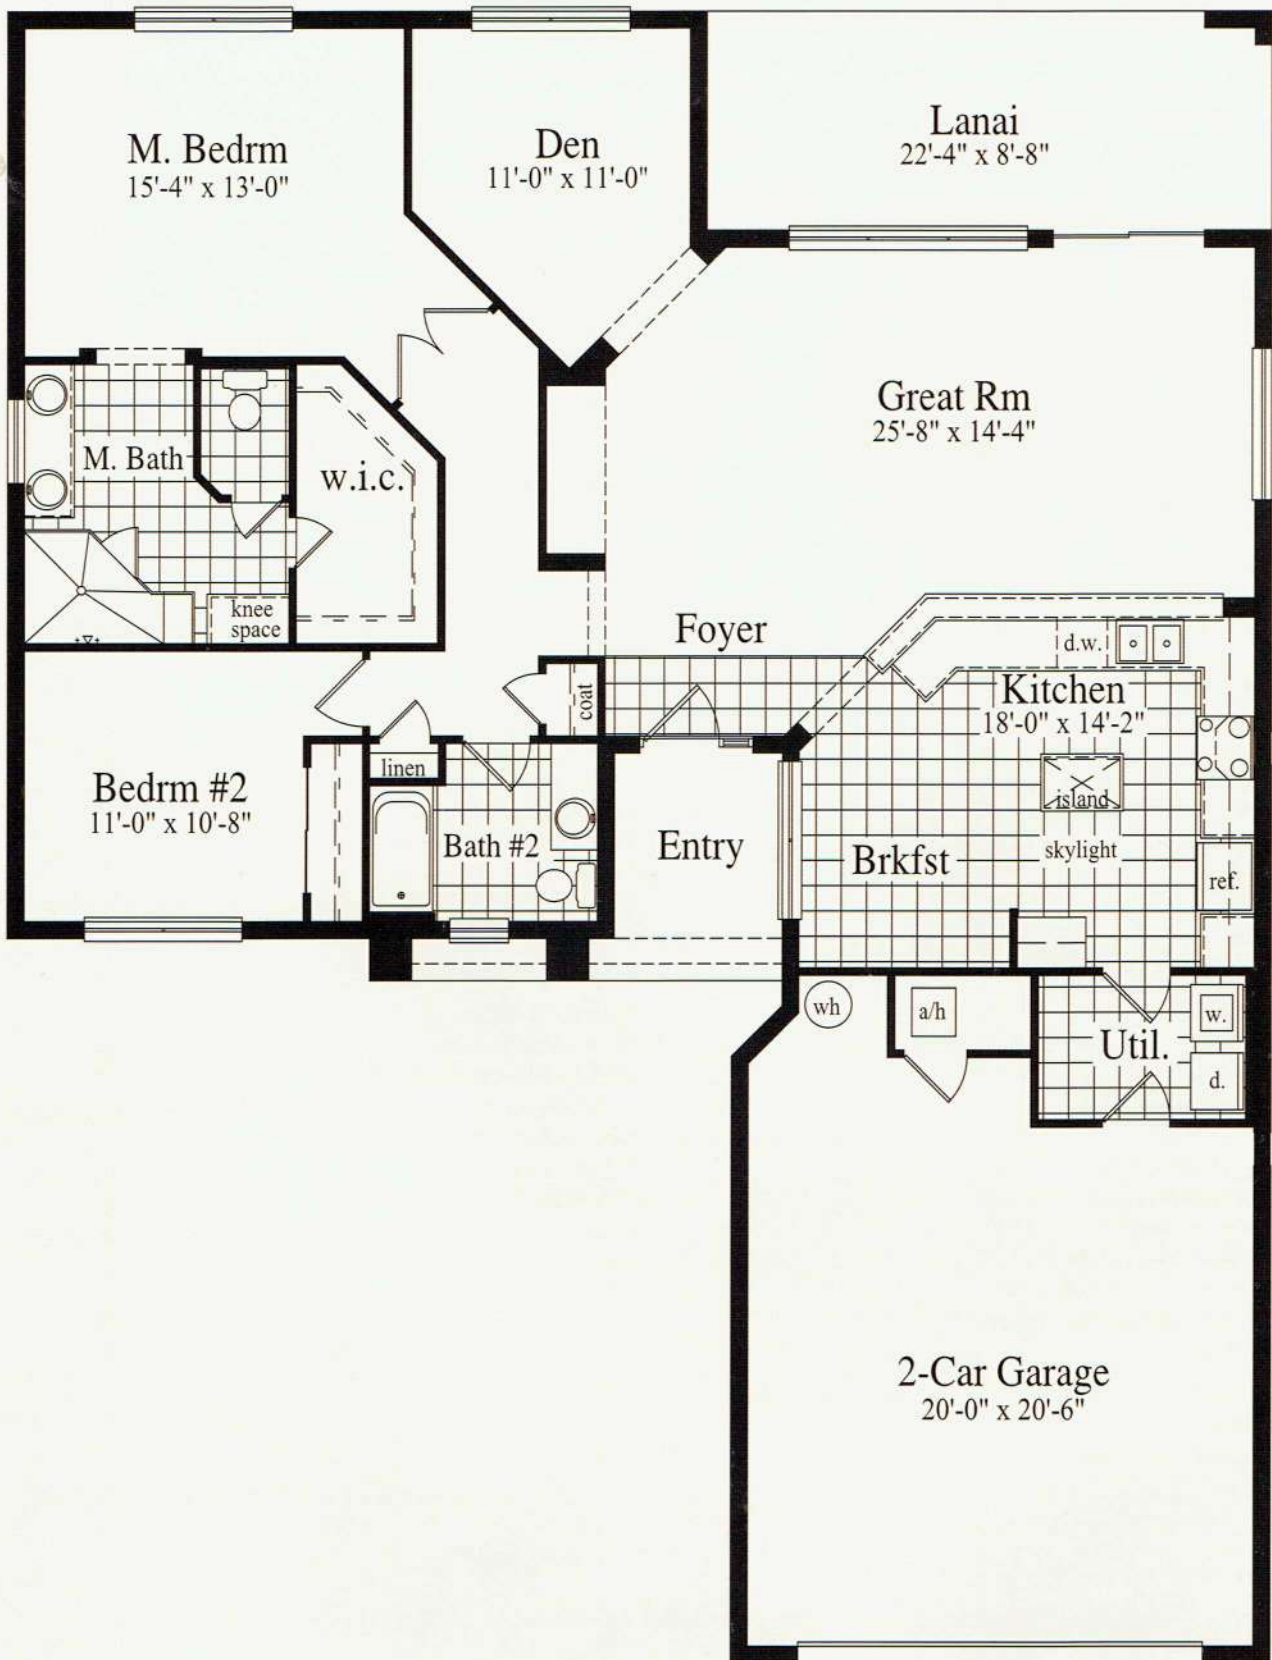 M. Bedrm
15'-4" x 13'-0"
Den
11'-0" x 11'-0"
Lanai
22'-4" x 8'-8"
Great Rm
25'-8" x 14'-4"
M. Bath
w.i.c.
knee
space
Foyer
d.w.
Kitchen
18'-0" x 14'-2"
coat
linen
Bedrm #2
11'-0" x 10'-8"
Bath #2
Entry
island
skylight
Brkfst
ref.
wh
a/h
w.
Util.
d.
2-Car Garage
20'-0" x 20'-6"